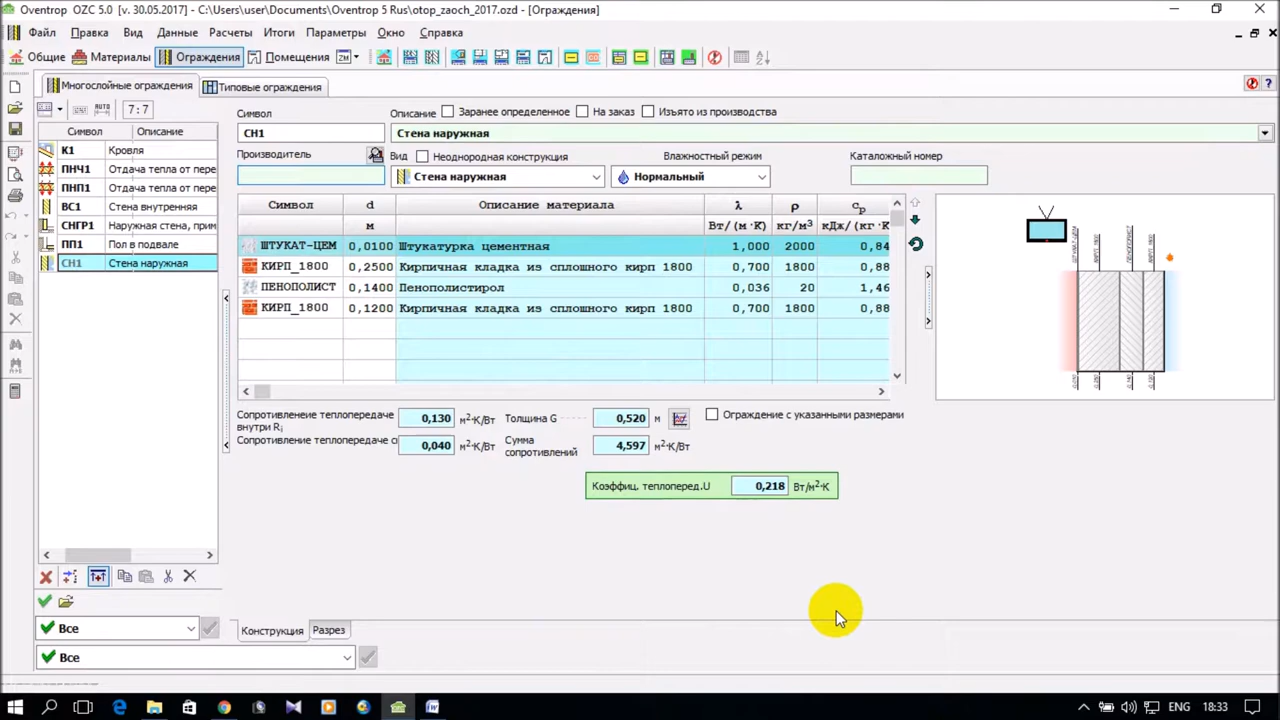 Oventrop OZC 5.0 [v. 30.05.2017] - C:\Users\user\Documents\Oventrop 5 Rus\otop_zaoch_2017.ozd - [Ограждения]
Файл Правка Вид Данные Расчеты Итоги Параметры Окно Справка
Общие Материалы Ограждения Помещения
Многослойные ограждения Типовые ограждения
AUTO 7:7
Символ Описание Заранее определенное На заказ Изъято из производства
Символ Описание
СН1 Стена наружная
К1 Кровля
ПНЧ1 Отдача тепла от пере
ПНП1 Отдача тепла от пере
ВС1 Стена внутренняя
СНГР1 Наружная стена, прим
ПП1 Пол в подвале
СН1 Стена наружная
Производитель Вид Неоднородная конструкция Влажностный режим Каталожный номер
Стена наружная Нормальный
Символ d Описание материала λ ρ cp
м Вт/(м·К) кг/м³ кДж/(кг·К
ШТУКАТ-ЦЕМ 0,0100 Штукатурка цементная 1,000 2000 0,84
КИРП_1800 0,2500 Кирпичная кладка из сплошного кирп 1800 0,700 1800 0,88
ПЕНОПОЛИСТ 0,1400 Пенополистирол 0,036 20 1,46
КИРП_1800 0,1200 Кирпичная кладка из сплошного кирп 1800 0,700 1800 0,88
Сопротивленеие теплопередаче внутри Ri 0,130 м²·К/Вт Толщина G 0,520 м Ограждение с указанными размерами
Сопротивление теплопередаче с 0,040 м²·К/Вт Сумма сопротивлений 4,597 м²·К/Вт
Коэффиц. теплоперед.U 0,218 Вт/м²·К
Все
Конструкция Разрез
Все
ENG 18:33